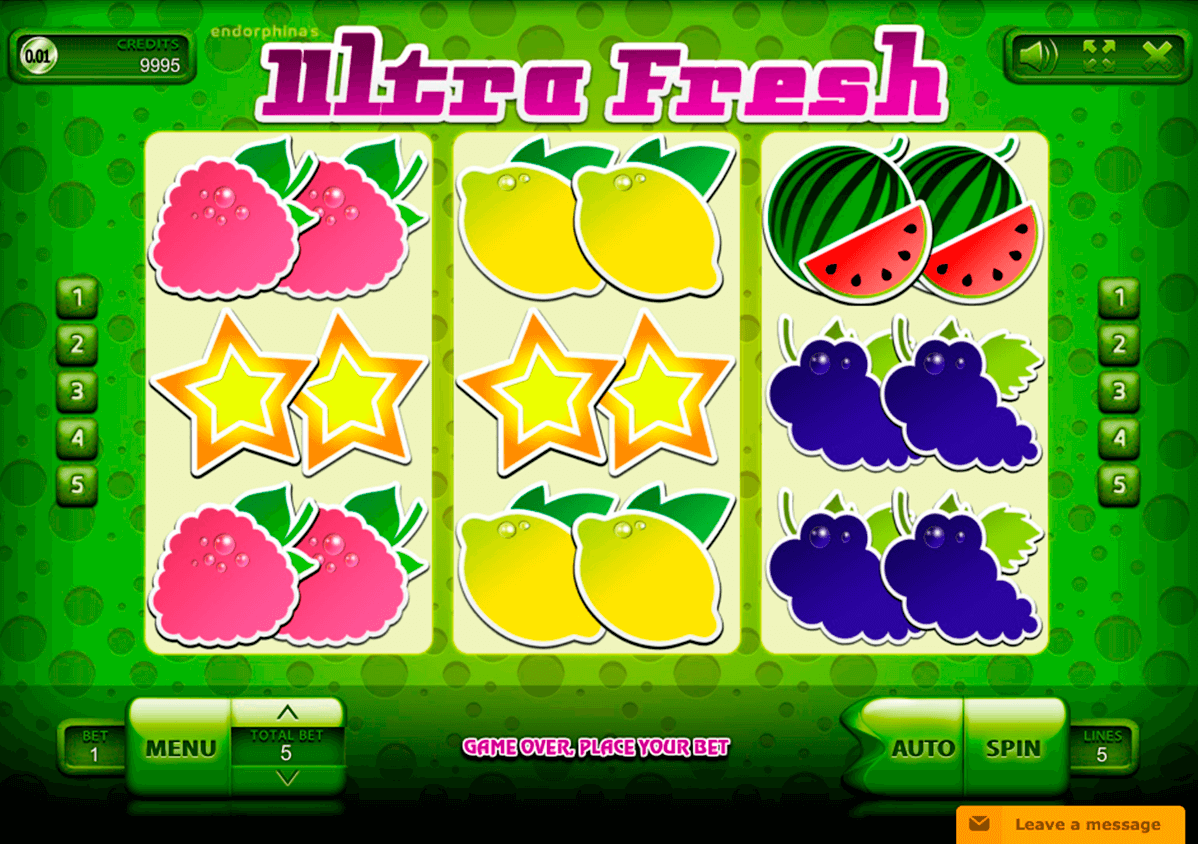 endorphina's
Ultra Fresh
0.01
CREDITS
9995
1
2
3
4
5
1
2
3
4
5
BET
1
MENU
TOTAL BET
5
GAME OVER, PLACE YOUR BET
AUTO
SPIN
LINES
5
Leave a message